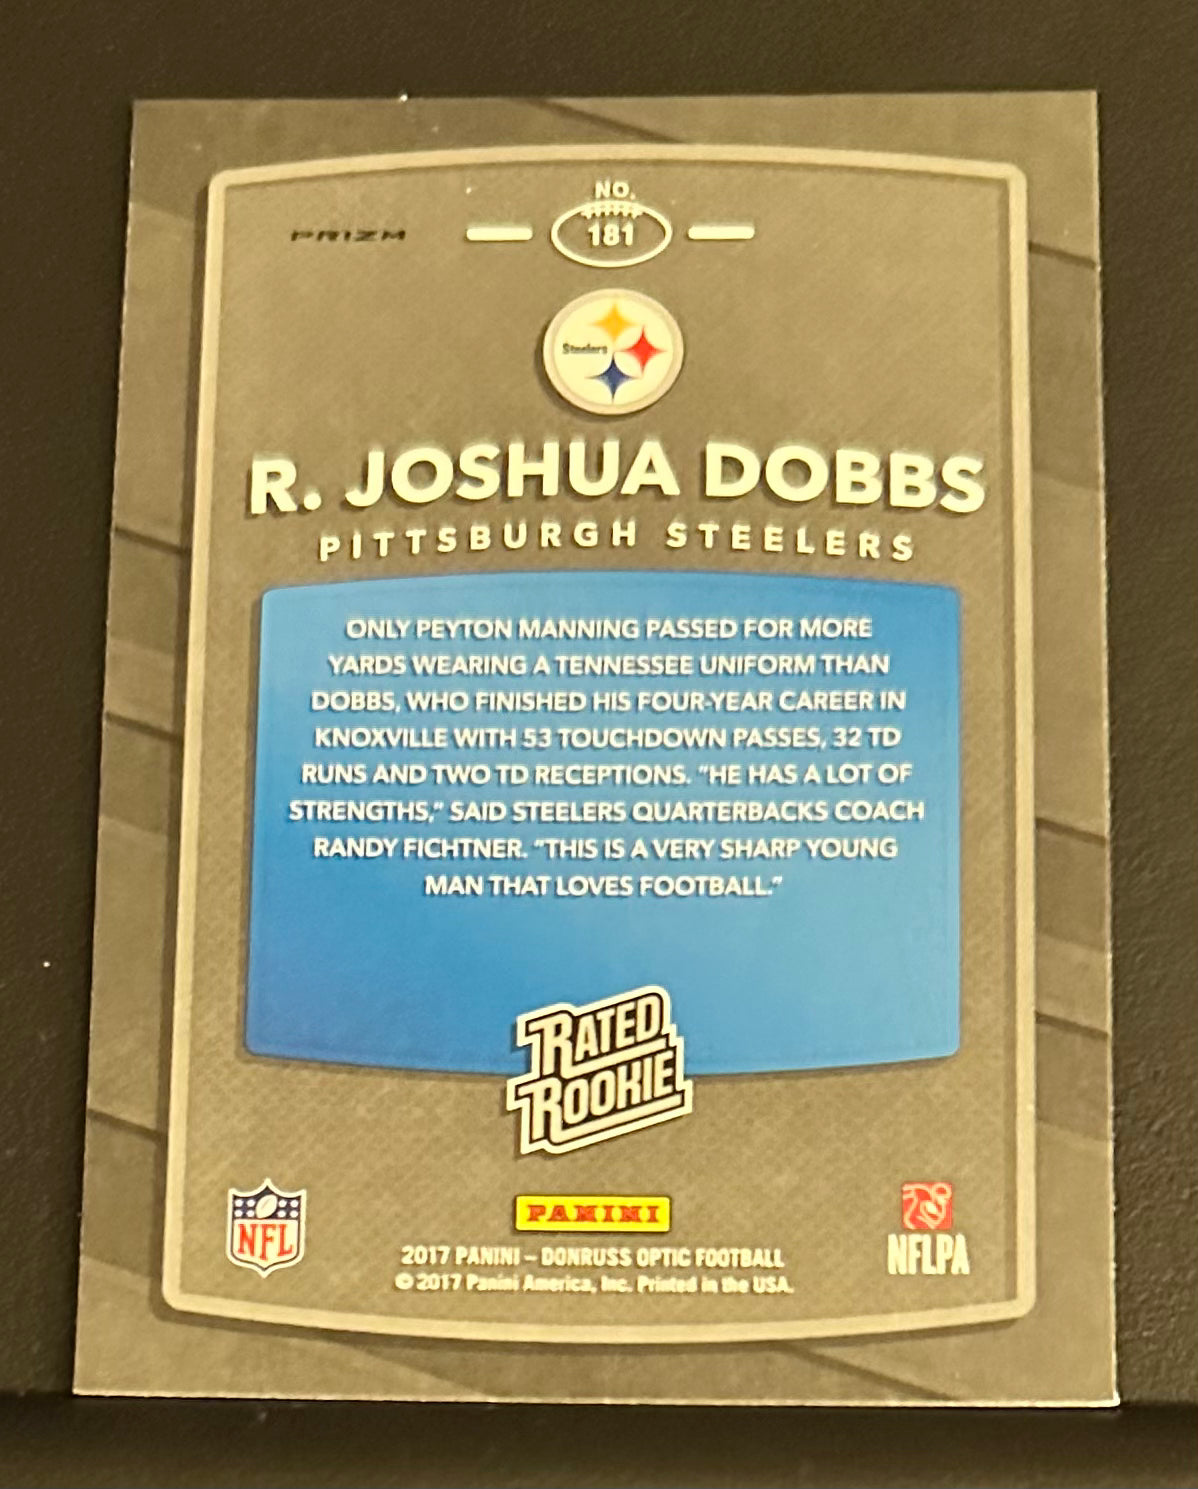 NO.
PRIZM
181
Steelers
R. JOSHUA DOBBS
PITTSBURGH STEELERS
ONLY PEYTON MANNING PASSED FOR MORE
YARDS WEARING A TENNESSEE UNIFORM THAN
DOBBS, WHO FINISHED HIS FOUR-YEAR CAREER IN
KNOXVILLE WITH 53 TOUCHDOWN PASSES, 32 TD
RUNS AND TWO TD RECEPTIONS. "HE HAS A LOT OF
STRENGTHS," SAID STEELERS QUARTERBACKS COACH
RANDY FICHTNER. "THIS IS A VERY SHARP YOUNG
MAN THAT LOVES FOOTBALL."
RATED
ROOKIE
NFL
PANINI
NFLPA
2017 PANINI – DONRUSS OPTIC FOOTBALL
© 2017 Panini America, Inc. Printed in the USA.